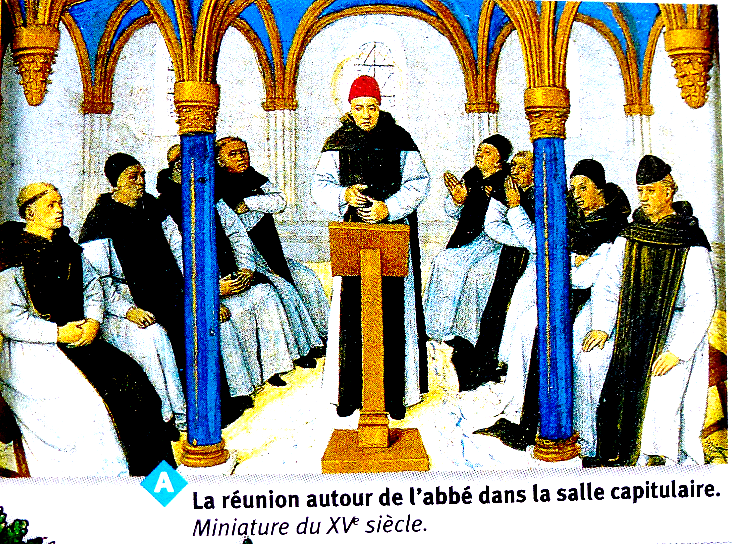 A
La réunion autour de l'abbé dans la salle capitulaire.
Miniature du XVe siècle.